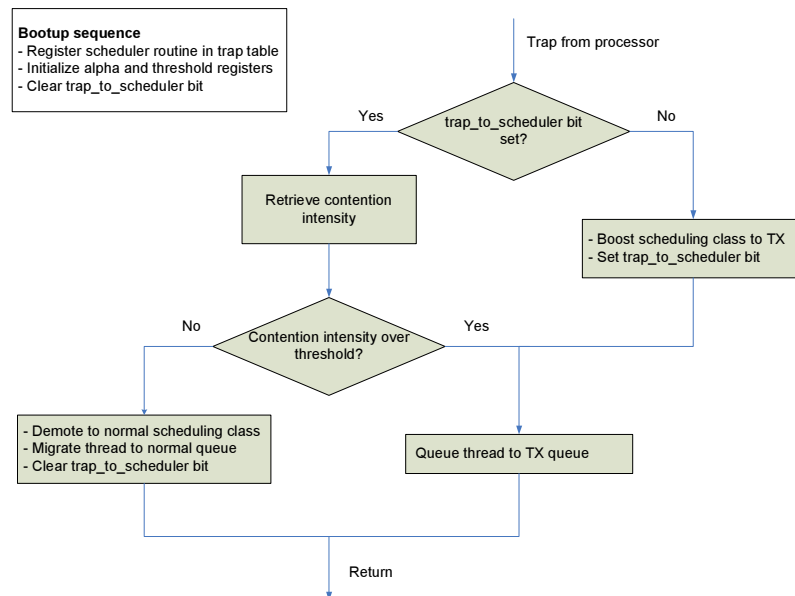 Bootup sequence
- Register scheduler routine in trap table
- Initialize alpha and threshold registers
- Clear trap_to_scheduler bit
Trap from processor
Yes
trap_to_scheduler bit
set?
No
Retrieve contention
intensity
- Boost scheduling class to TX
- Set trap_to_scheduler bit
No
Contention intensity over
threshold?
Yes
- Demote to normal scheduling class
- Migrate thread to normal queue
- Clear trap_to_scheduler bit
Queue thread to TX queue
Return